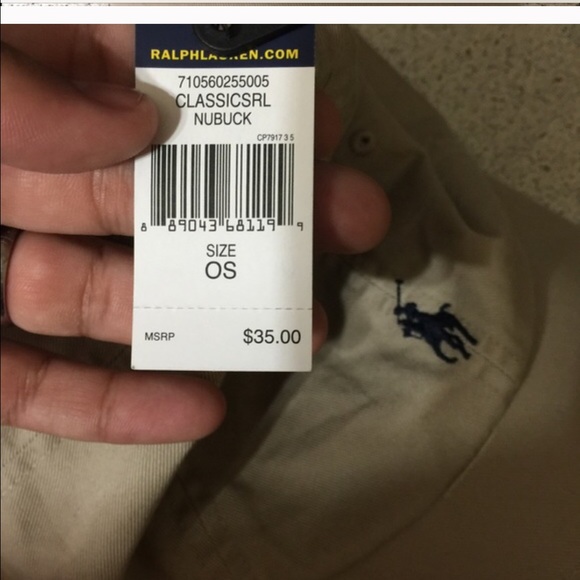 RALPHLAUREN.COM
710560255005
CLASSICSRL
NUBUCK
CP7917 3 5
8 89043 68119 9
SIZE
OS
MSRP $35.00